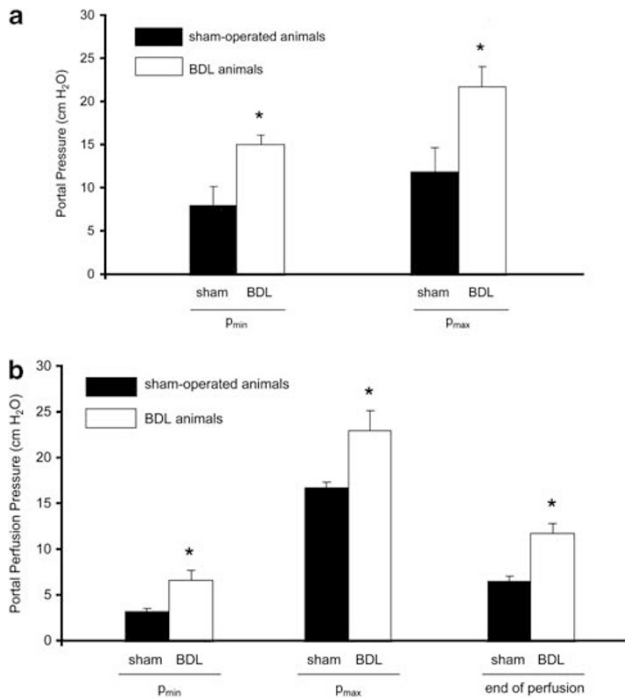 a
Portal Pressure (cm H₂O)
30
25
20
15
10
5
0
sham-operated animals
BDL animals
*
*
sham BDL sham BDL
pmin pmax
b
Portal Perfusion Pressure (cm H₂O)
30
25
20
15
10
5
0
sham-operated animals
BDL animals
*
*
*
sham BDL sham BDL sham BDL
pmin pmax end of perfusion